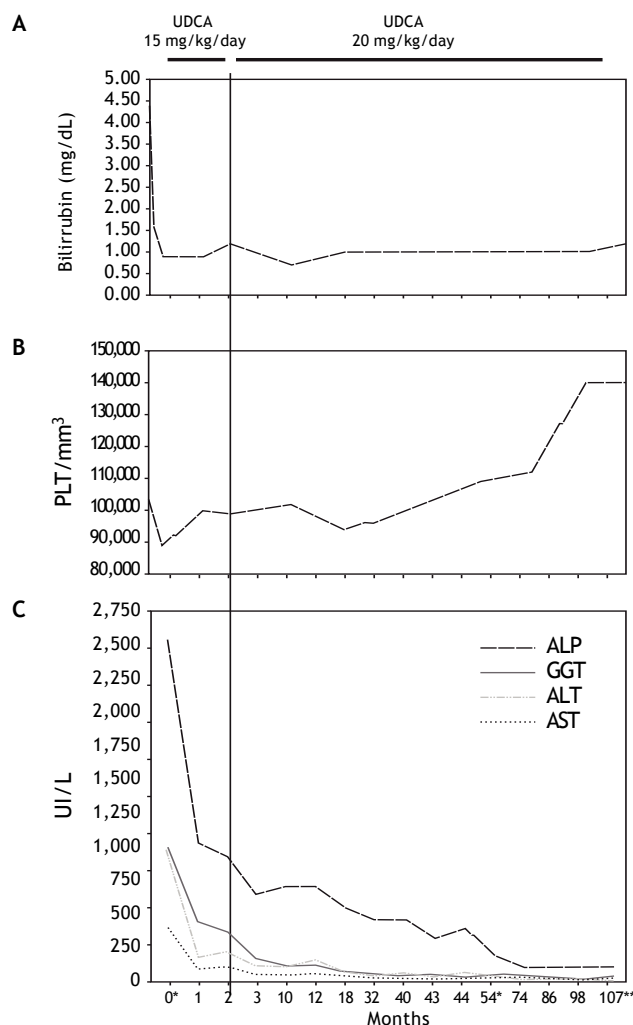 A
UDCA
15 mg/kg/day
UDCA
20 mg/kg/day
Bilirrubin (mg/dL)
5.00
4.50
4.00
3.50
3.00
2.50
2.00
1.50
1.00
0.50
0.00
B
PLT/mm³
150,000
140,000
130,000
120,000
110,000
100,000
90,000
80,000
C
UI/L
2,750
2,500
2,250
2,000
1,750
1,500
1,250
1,000
750
500
250
0
ALP
GGT
ALT
AST
0* 1 2 3 10 12 18 32 40 43 44 54* 74 86 98 107**
Months